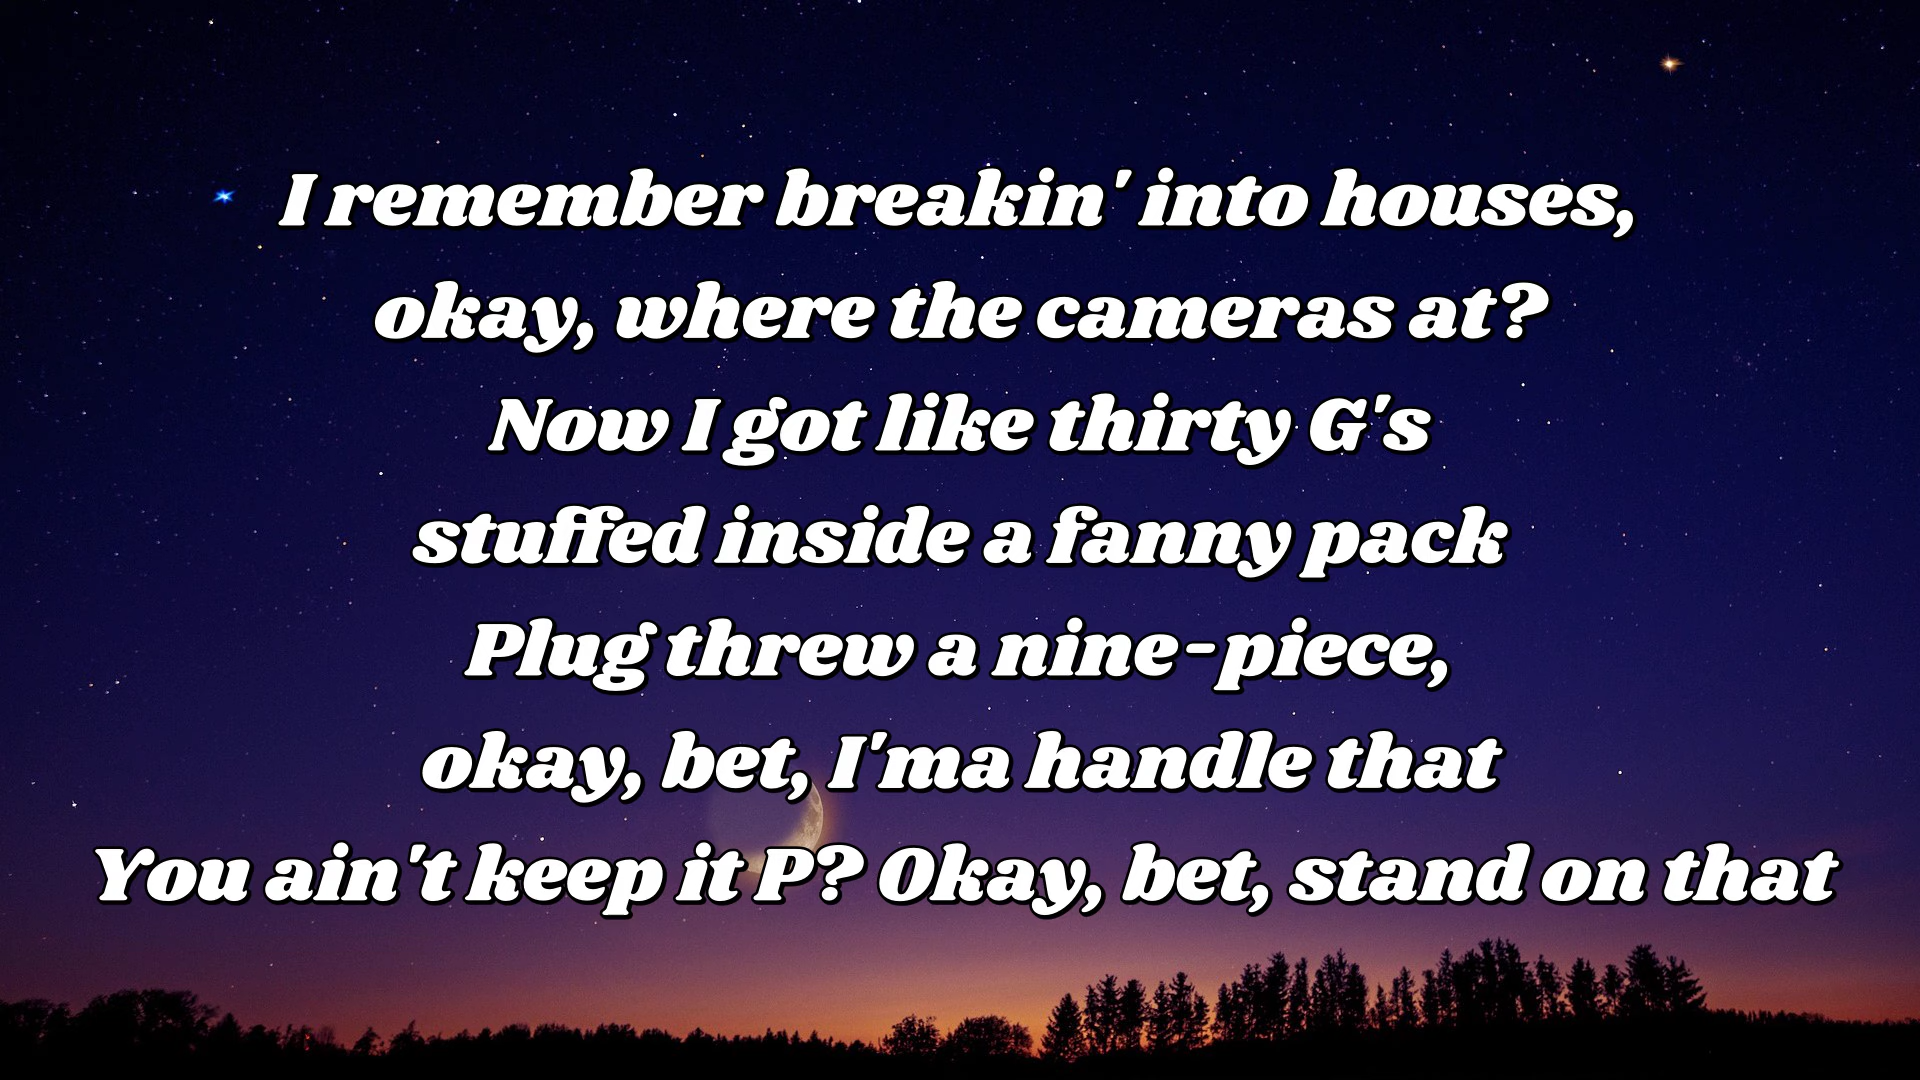 I remember breakin' into houses,
okay, where the cameras at?
Now I got like thirty G's
stuffed inside a fanny pack
Plug threw a nine-piece,
okay, bet, I'ma handle that
You ain't keep it P? Okay, bet, stand on that